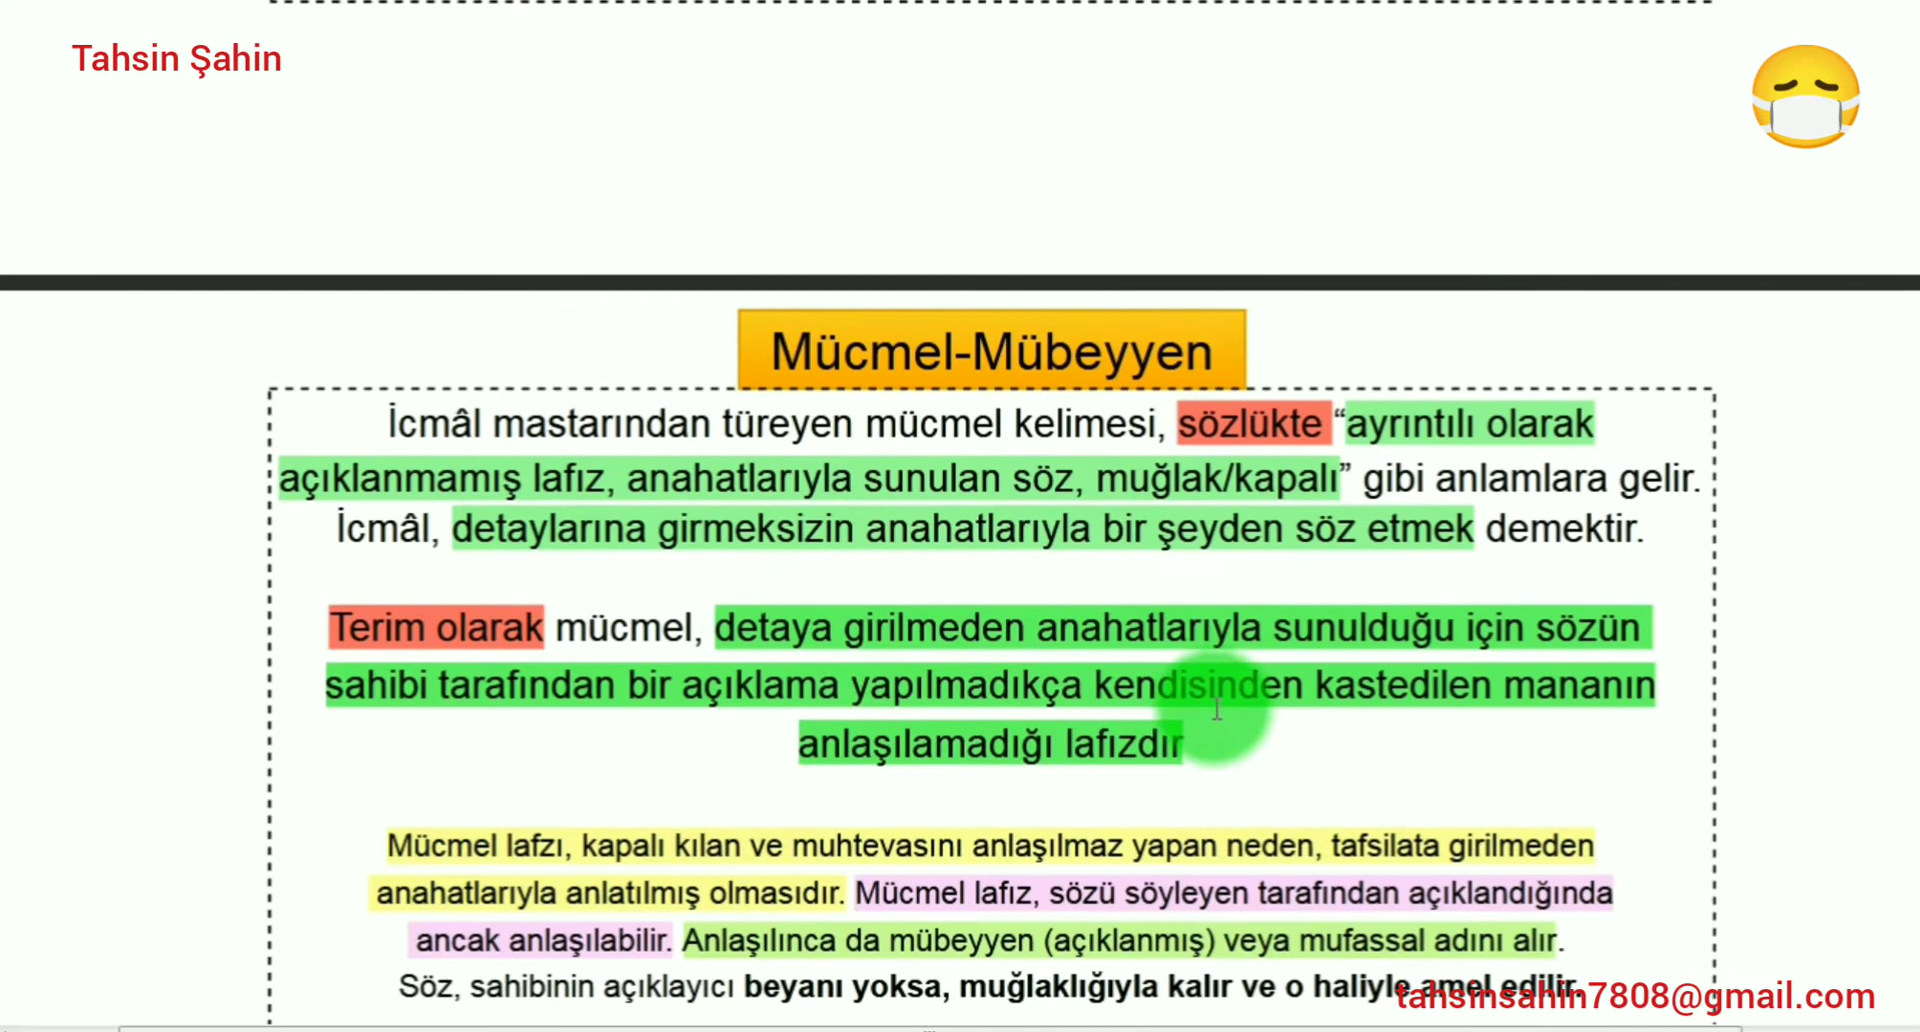 Tahsin Şahin
Mücmel-Mübeyyen
İcmâl mastarından türeyen mücmel kelimesi, sözlükte “ayrıntılı olarak
açıklanmamış lafız, anahatlarıyla sunulan söz, muğlak/kapalı” gibi anlamlara gelir.
İcmâl, detaylarına girmeksizin anahatlarıyla bir şeyden söz etmek demektir.
Terim olarak mücmel, detaya girilmeden anahatlarıyla sunulduğu için sözün
sahibi tarafından bir açıklama yapılmadıkça kendisinden kastedilen mananın
anlaşılamadığı lafızdır
Mücmel lafzı, kapalı kılan ve muhtevasını anlaşılmaz yapan neden, tafsilata girilmeden
anahatlarıyla anlatılmış olmasıdır. Mücmel lafız, sözü söyleyen tarafından açıklandığında
ancak anlaşılabilir. Anlaşılınca da mübeyyen (açıklanmış) veya mufassal adını alır.
Söz, sahibinin açıklayıcı beyanı yoksa, muğlaklığıyla kalır ve o haliyle amel edilir.
tahsinsahin7808@gmail.com